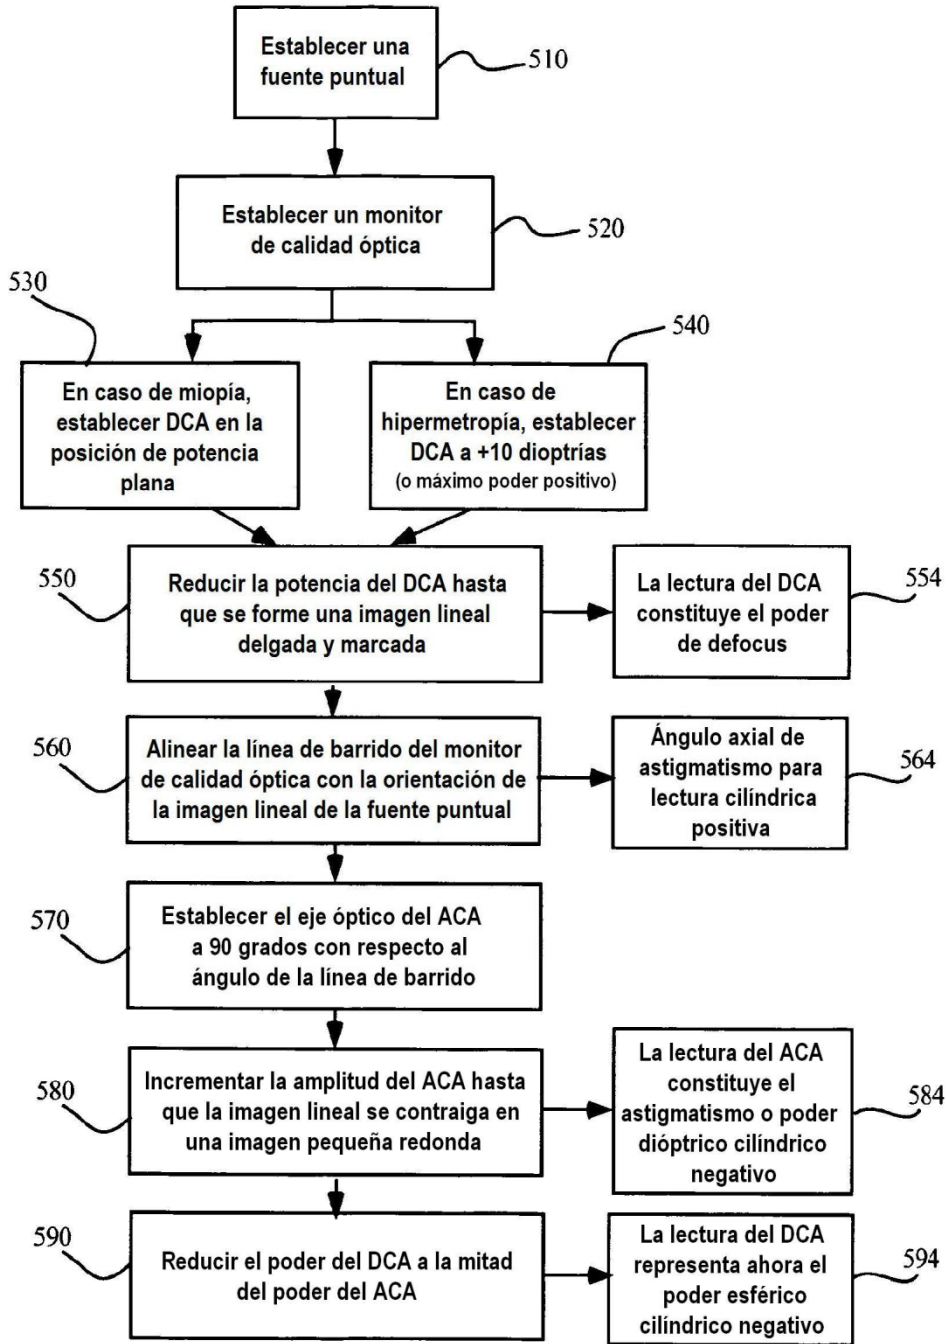 Establecer una
fuente puntual
510
Establecer un monitor
de calidad óptica
520
530
540
En caso de miopía,
establecer DCA en la
posición de potencia
plana
En caso de
hipermetropía, establecer
DCA a +10 dioptrías
(o máximo poder positivo)
550
Reducir la potencia del DCA hasta
que se forme una imagen lineal
delgada y marcada
La lectura del DCA
constituye el poder
de defocus
554
560
Alinear la línea de barrido del monitor
de calidad óptica con la orientación de
la imagen lineal de la fuente puntual
Ángulo axial de
astigmatismo para
lectura cilíndrica
positiva
564
570
Establecer el eje óptico del ACA
a 90 grados con respecto al
ángulo de la línea de barrido
580
Incrementar la amplitud del ACA hasta
que la imagen lineal se contraiga en
una imagen pequeña redonda
La lectura del ACA
constituye el
astigmatismo o poder
dióptrico cilíndrico
negativo
584
590
Reducir el poder del DCA a la mitad
del poder del ACA
La lectura del DCA
representa ahora el
poder esférico
cilíndrico negativo
594